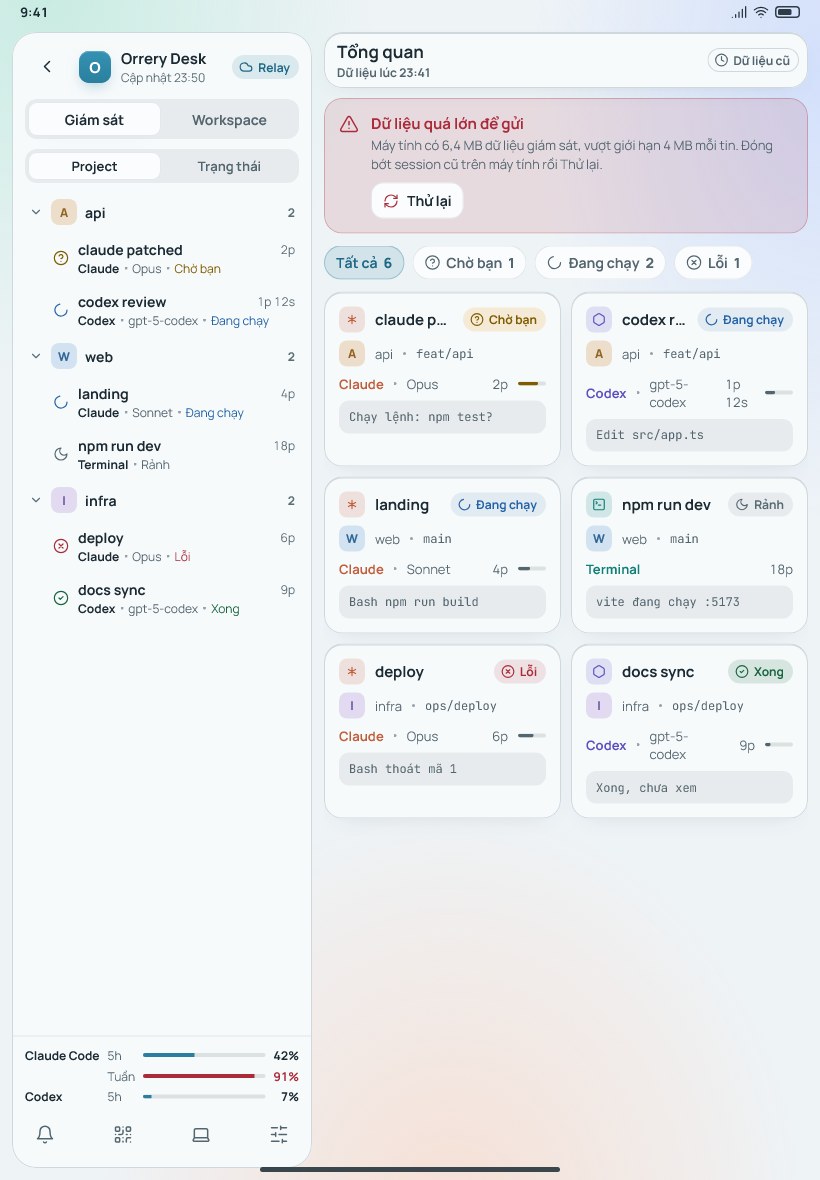 9:41
O
Orrery Desk
Cập nhật 23:50
Relay
Giám sát
Workspace
Project
Trạng thái
A
api
2
claude patched
2p
Claude • Opus • Chờ bạn
codex review
1p 12s
Codex • gpt-5-codex • Đang chạy
W
web
2
landing
4p
Claude • Sonnet • Đang chạy
npm run dev
18p
Terminal • Rảnh
I
infra
2
deploy
6p
Claude • Opus • Lỗi
docs sync
9p
Codex • gpt-5-codex • Xong
Claude Code 5h 42%
Tuần 91%
Codex 5h 7%
Tổng quan
Dữ liệu lúc 23:41
Dữ liệu cũ
Dữ liệu quá lớn để gửi
Máy tính có 6,4 MB dữ liệu giám sát, vượt giới hạn 4 MB mỗi tin. Đóng
bớt session cũ trên máy tính rồi Thử lại.
Thử lại
Tất cả 6
Chờ bạn 1
Đang chạy 2
Lỗi 1
claude p...
Chờ bạn
A
api • feat/api
Claude • Opus 2p
Chạy lệnh: npm test?
codex r...
Đang chạy
A
api • feat/api
Codex • gpt-5-
codex
1p
12s
Edit src/app.ts
landing
Đang chạy
W
web • main
Claude • Sonnet 4p
Bash npm run build
npm run dev
Rảnh
W
web • main
Terminal 18p
vite đang chạy :5173
deploy
Lỗi
I
infra • ops/deploy
Claude • Opus 6p
Bash thoát mã 1
docs sync
Xong
I
infra • ops/deploy
Codex • gpt-5-
codex
9p
Xong, chưa xem